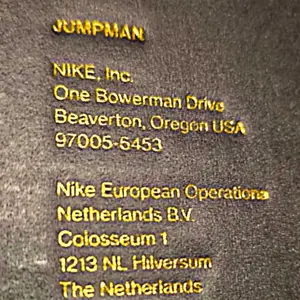 JUMPMAN
NIKE, Inc.
One Bowerman Drive
Beaverton, Oregon USA
97005-6453
Nike European Operations
Netherlands B.V.
Colosseum 1
1213 NL Hilversum
The Netherlands